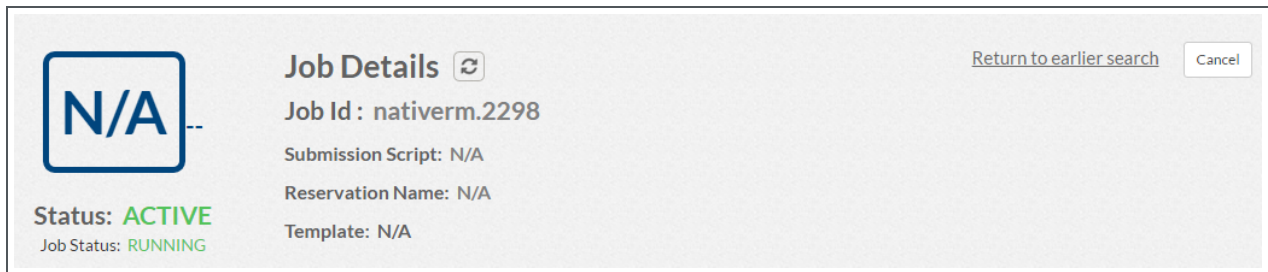 N/A
--
Status: ACTIVE
Job Status: RUNNING
Job Details
Job Id : nativerm.2298
Submission Script: N/A
Reservation Name: N/A
Template: N/A
Return to earlier search
Cancel